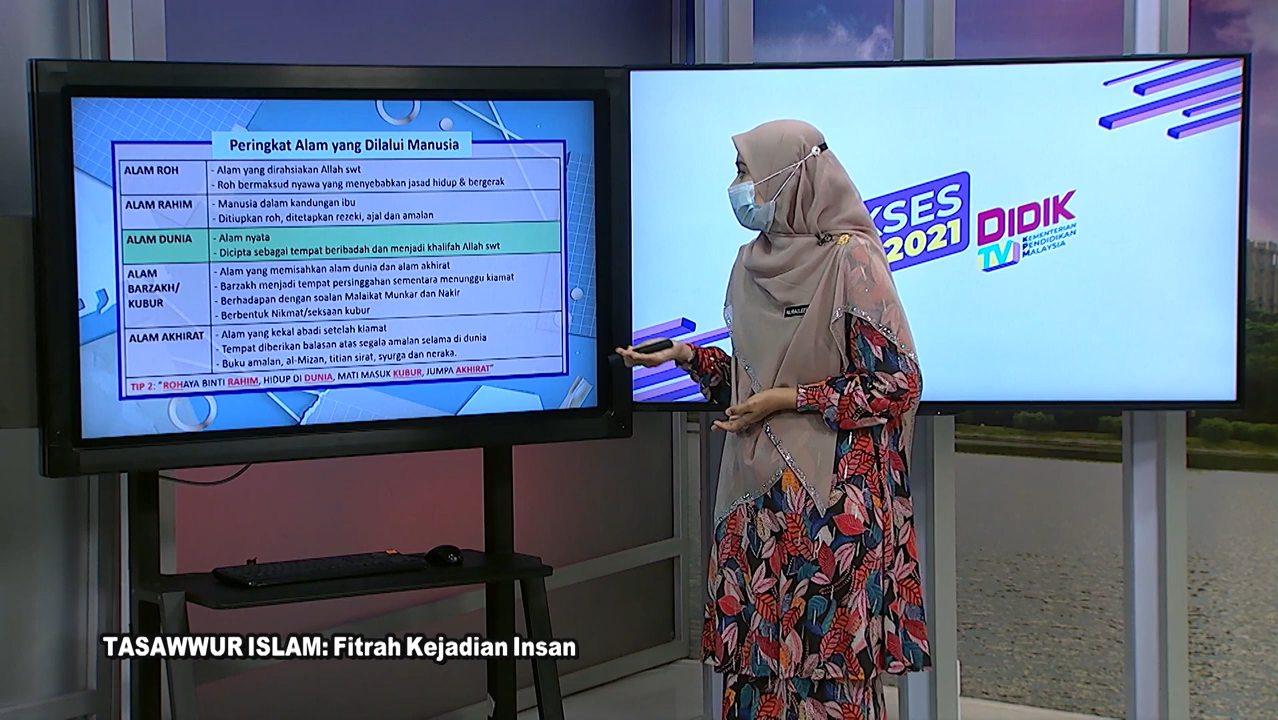 Peringkat Alam yang Dilalui Manusia
ALAM ROH
- Alam yang dirahsiakan Allah swt
- Roh bermaksud nyawa yang menyebabkan jasad hidup & bergerak
ALAM RAHIM
- Manusia dalam kandungan ibu
- Ditiupkan roh, ditetapkan rezeki, ajal dan amalan
ALAM DUNIA
- Alam nyata
- Dicipta sebagai tempat beribadah dan menjadi khalifah Allah swt
ALAM
BARZAKH/
KUBUR
- Alam yang memisahkan alam dunia dan alam akhirat
- Barzakh menjadi tempat persinggahan sementara menunggu kiamat
- Berhadapan dengan soalan Malaikat Munkar dan Nakir
- Berbentuk Nikmat/seksaan kubur
ALAM AKHIRAT
- Alam yang kekal abadi setelah kiamat
- Tempat diberikan balasan atas segala amalan selama di dunia
- Buku amalan, al-Mizan, titian sirat, syurga dan neraka.
TIP 2: "ROHAYA BINTI RAHIM, HIDUP DI DUNIA, MATI MASUK KUBUR, JUMPA AKHIRAT"
KSES
2021
DIDIK
TV
KEMENTERIAN
PENDIDIKAN
MALAYSIA
TASAWWUR ISLAM: Fitrah Kejadian Insan